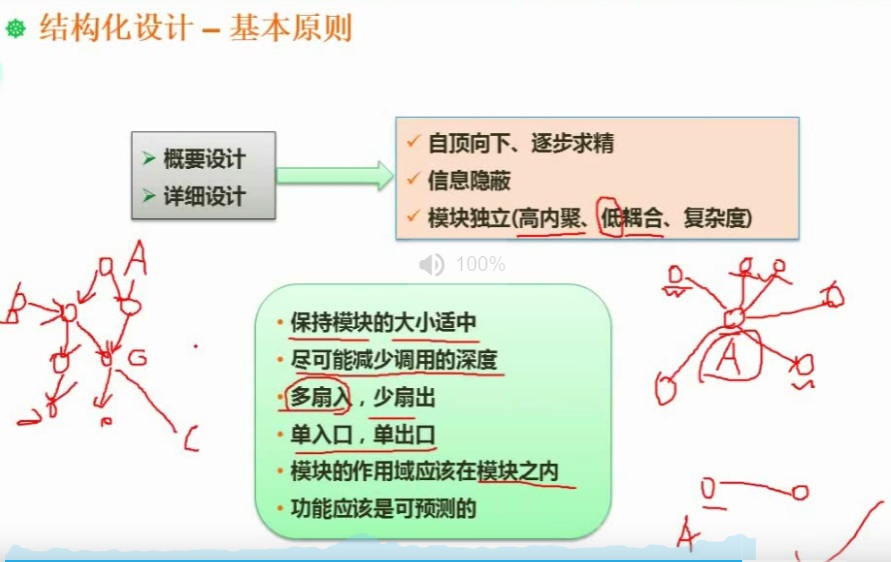 结构化设计 – 基本原则
概要设计
详细设计
自顶向下、逐步求精
信息隐蔽
模块独立(高内聚、低耦合、复杂度)
100%
保持模块的大小适中
尽可能减少调用的深度
多扇入，少扇出
单入口，单出口
模块的作用域应该在模块之内
功能应该是可预测的
A
B
G
C
A
A